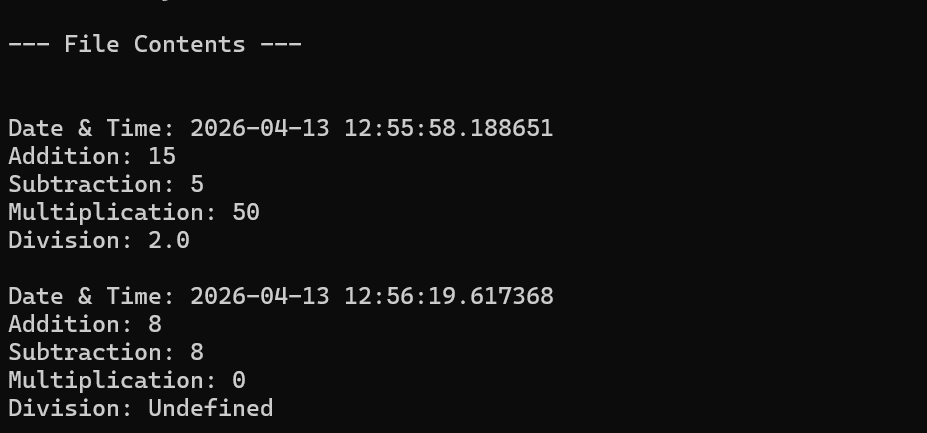 --- File Contents ---
Date & Time: 2026-04-13 12:55:58.188651
Addition: 15
Subtraction: 5
Multiplication: 50
Division: 2.0
Date & Time: 2026-04-13 12:56:19.617368
Addition: 8
Subtraction: 8
Multiplication: 0
Division: Undefined